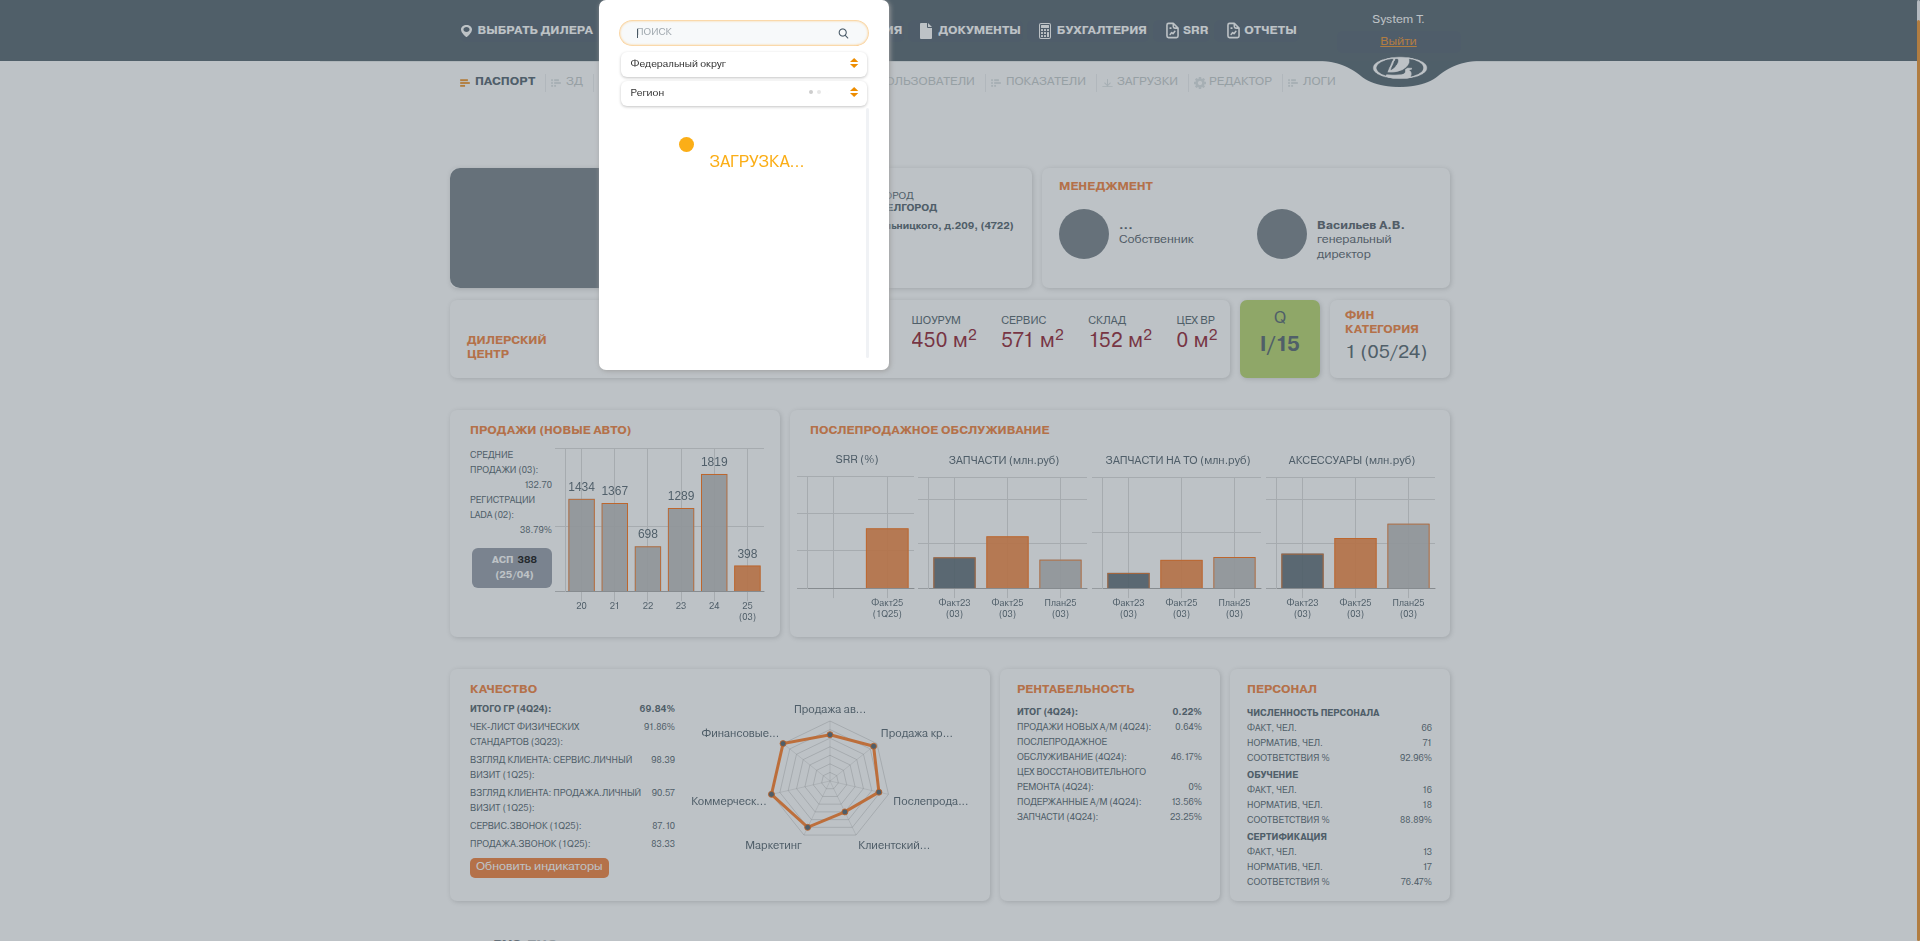 ВЫБРАТЬ ДИЛЕРА
ДОКУМЕНТЫ
БУХГАЛТЕРИЯ
SRR
ОТЧЕТЫ
System T.
Выйти
ПОИСК
Федеральный округ
Регион
ЗАГРУЗКА...
ПАСПОРТ
ЗД
ПОКАЗАТЕЛИ
ЗАГРУЗКИ
РЕДАКТОР
ЛОГИ
д.209, (4722)
МЕНЕДЖМЕНТ
...
Собственник
Васильев А.В.
генеральный
директор
ДИЛЕРСКИЙ
ЦЕНТР
ШОУРУМ
450 м²
СЕРВИС
571 м²
СКЛАД
152 м²
ЦЕХ ВР
0 м²
Q
I/15
ФИН
КАТЕГОРИЯ
1 (05/24)
ПРОДАЖИ (НОВЫЕ АВТО)
СРЕДНИЕ
ПРОДАЖИ (03):
132.70
РЕГИСТРАЦИИ
LADA (02):
38.79%
АСП 388
(25/04)
1434
1367
698
1289
1819
398
20
21
22
23
24
25
(03)
ПОСЛЕПРОДАЖНОЕ ОБСЛУЖИВАНИЕ
SRR (%)
Факт25
(1Q25)
ЗАПЧАСТИ (млн.руб)
Факт23
(03)
Факт25
(03)
План25
(03)
ЗАПЧАСТИ НА ТО (млн.руб)
Факт23
(03)
Факт25
(03)
План25
(03)
АКСЕССУАРЫ (млн.руб)
Факт23
(03)
Факт25
(03)
План25
(03)
КАЧЕСТВО
ИТОГО ГР (4Q24): 69.84%
ЧЕК-ЛИСТ ФИЗИЧЕСКИХ 91.86%
СТАНДАРТОВ (3Q23):
ВЗГЛЯД КЛИЕНТА: СЕРВИС.ЛИЧНЫЙ 98.39
ВИЗИТ (1Q25):
ВЗГЛЯД КЛИЕНТА: ПРОДАЖА.ЛИЧНЫЙ 90.57
ВИЗИТ (1Q25):
СЕРВИС.ЗВОНОК (1Q25): 87.10
ПРОДАЖА.ЗВОНОК (1Q25): 83.33
Обновить индикаторы
Продажа ав...
Продажа кр...
Послепрода...
Клиентский...
Маркетинг
Коммерческ...
Финансовые...
РЕНТАБЕЛЬНОСТЬ
ИТОГ (4Q24): 0.22%
ПРОДАЖИ НОВЫХ А/М (4Q24): 0.64%
ПОСЛЕПРОДАЖНОЕ
ОБСЛУЖИВАНИЕ (4Q24): 46.17%
ЦЕХ ВОССТАНОВИТЕЛЬНОГО
РЕМОНТА (4Q24): 0%
ПОДЕРЖАННЫЕ А/М (4Q24): 13.56%
ЗАПЧАСТИ (4Q24): 23.25%
ПЕРСОНАЛ
ЧИСЛЕННОСТЬ ПЕРСОНАЛА
ФАКТ, ЧЕЛ. 66
НОРМАТИВ, ЧЕЛ. 71
СООТВЕТСТВИЯ % 92.96%
ОБУЧЕНИЕ
ФАКТ, ЧЕЛ. 16
НОРМАТИВ, ЧЕЛ. 18
СООТВЕТСТВИЯ % 88.89%
СЕРТИФИКАЦИЯ
ФАКТ, ЧЕЛ. 13
НОРМАТИВ, ЧЕЛ. 17
СООТВЕТСТВИЯ % 76.47%